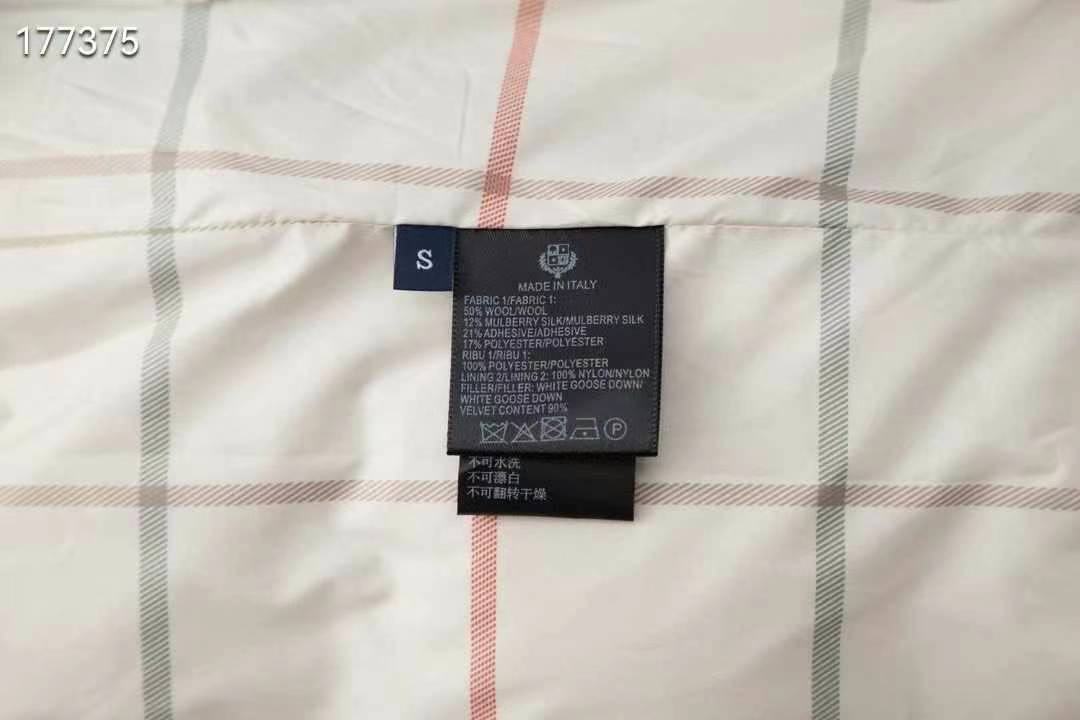 177375
S
MADE IN ITALY
FABRIC 1/FABRIC 1:
50% WOOL/WOOL
12% MULBERRY SILK/MULBERRY SILK
21% ADHESIVE/ADHESIVE
17% POLYESTER/POLYESTER
RIBU 1/RIBU 1:
100% POLYESTER/POLYESTER
LINING 2/LINING 2: 100% NYLON/NYLON
FILLER/FILLER: WHITE GOOSE DOWN/
WHITE GOOSE DOWN
VELVET CONTENT 90%
P
不可水洗
不可漂白
不可翻转干燥